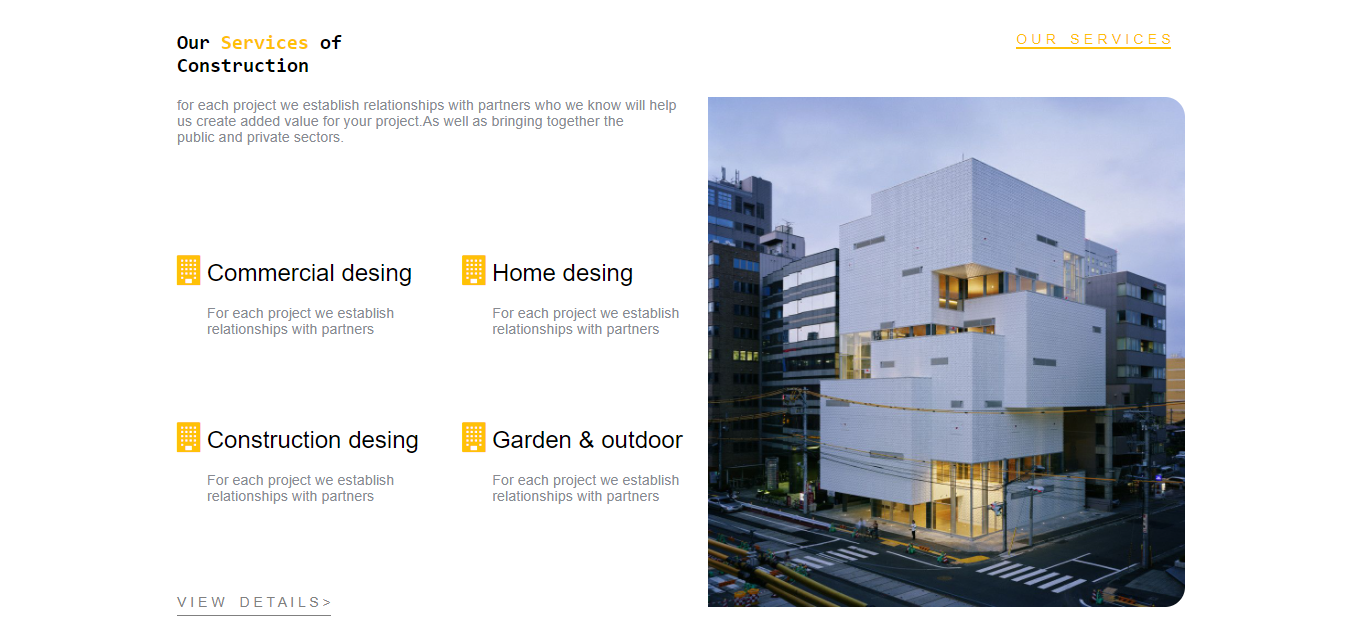 Our Services of
Construction
OUR SERVICES
for each project we establish relationships with partners who we know will help
us create added value for your project.As well as bringing together the
public and private sectors.
Commercial desing
For each project we establish
relationships with partners
Home desing
For each project we establish
relationships with partners
Construction desing
For each project we establish
relationships with partners
Garden & outdoor
For each project we establish
relationships with partners
VIEW DETAILS>